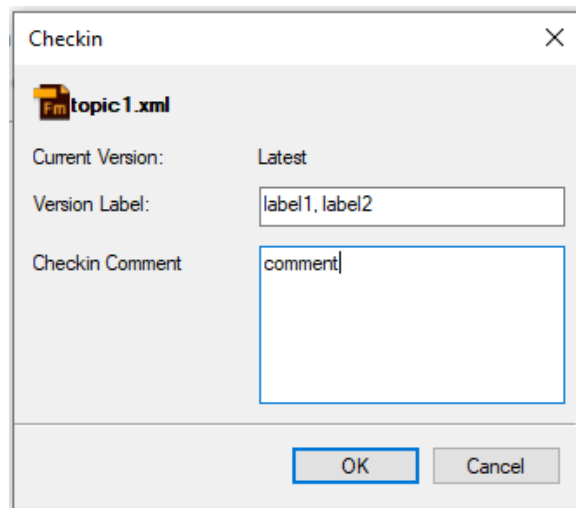 Checkin
Fm topic1.xml
Current Version: Latest
Version Label: label1, label2
Checkin Comment comment
OK Cancel